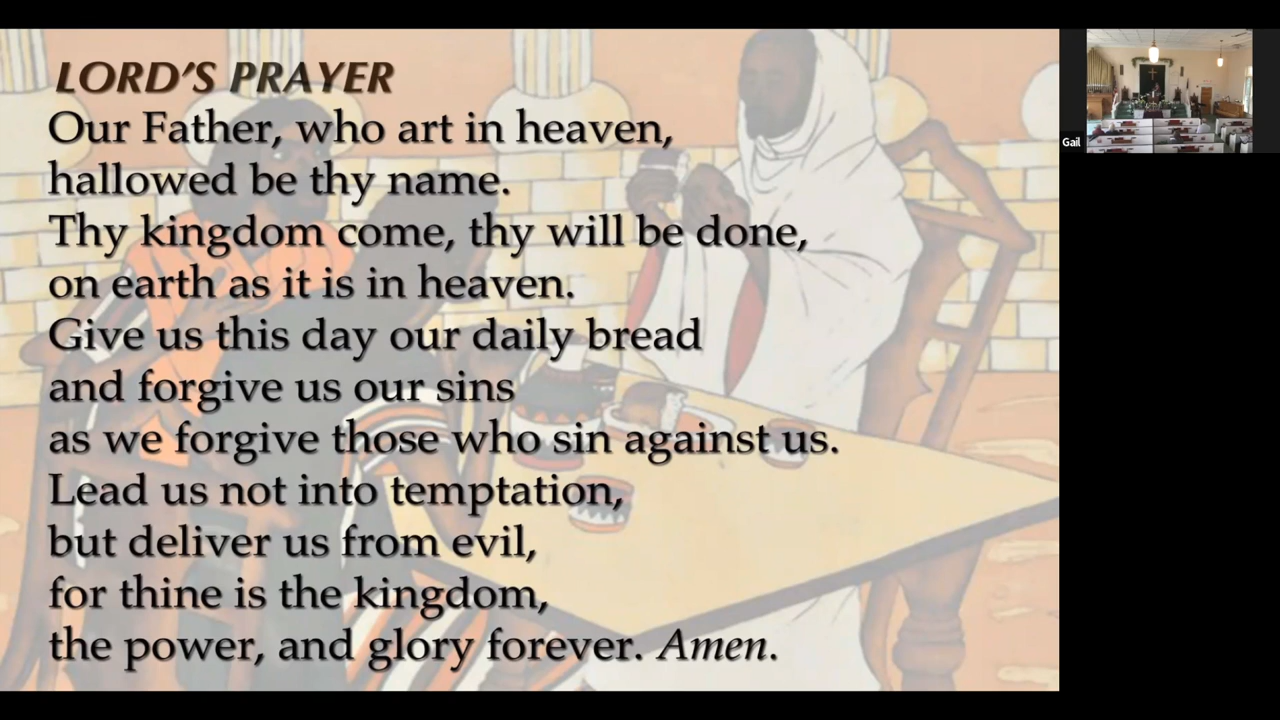 LORD'S PRAYER
Our Father, who art in heaven,
hallowed be thy name.
Thy kingdom come, thy will be done,
on earth as it is in heaven.
Give us this day our daily bread
and forgive us our sins
as we forgive those who sin against us.
Lead us not into temptation,
but deliver us from evil,
for thine is the kingdom,
the power, and glory forever. Amen.
Gail